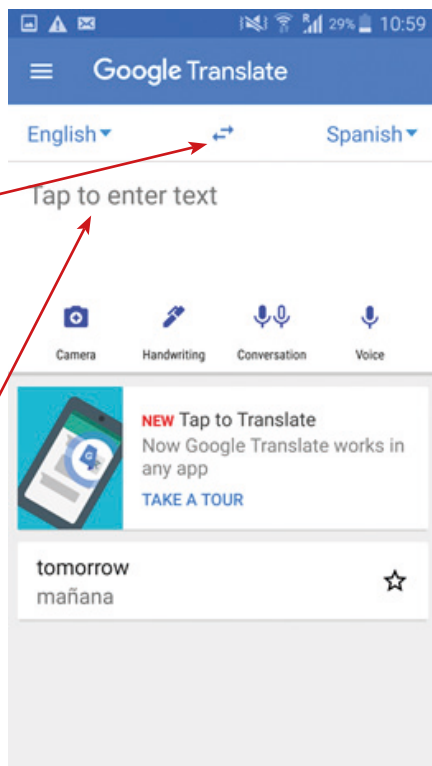 29% 10:59
Google Translate
English Spanish
Tap to enter text
Camera Handwriting Conversation Voice
NEW Tap to Translate
Now Google Translate works in
any app
TAKE A TOUR
tomorrow
mañana